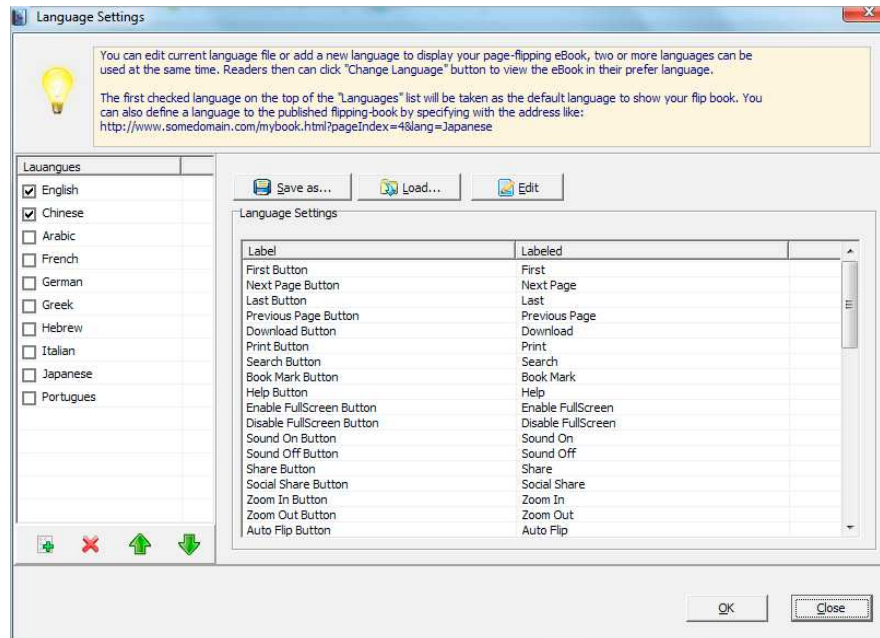 Language Settings
You can edit current language file or add a new language to display your page-flipping eBook, two or more languages can be
used at the same time. Readers then can click "Change Language" button to view the eBook in their prefer language.
The first checked language on the top of the "Languages" list will be taken as the default language to show your flip book. You
can also define a language to the published flipping-book by specifying with the address like:
http://www.somedomain.com/mybook.html?pageIndex=4&lang=Japanese
Lauangues
English
Chinese
Arabic
French
German
Greek
Hebrew
Italian
Japanese
Portugues
Save as... Load... Edit
Language Settings
Label Labeled
First Button First
Next Page Button Next Page
Last Button Last
Previous Page Button Previous Page
Download Button Download
Print Button Print
Search Button Search
Book Mark Button Book Mark
Help Button Help
Enable FullScreen Button Enable FullScreen
Disable FullScreen Button Disable FullScreen
Sound On Button Sound On
Sound Off Button Sound Off
Share Button Share
Social Share Button Social Share
Zoom In Button Zoom In
Zoom Out Button Zoom Out
Auto Flip Button Auto Flip
OK Close